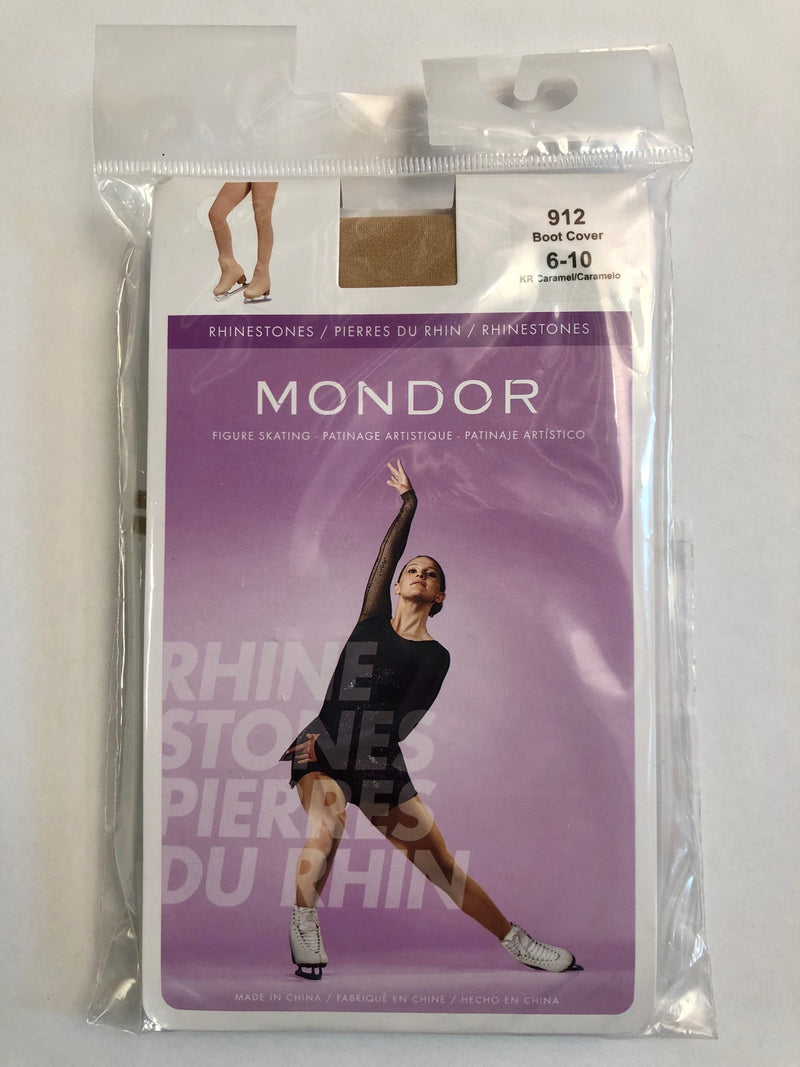 912
Boot Cover
6-10
KR Caramel/Caramelo
RHINESTONES / PIERRES DU RHIN / RHINESTONES
MONDOR
FIGURE SKATING · PATINAGE ARTISTIQUE · PATINAJE ARTÍSTICO
RHINE
STONES
PIERRES
DU RHIN
MADE IN CHINA / FABRIQUÉ EN CHINE / HECHO EN CHINA